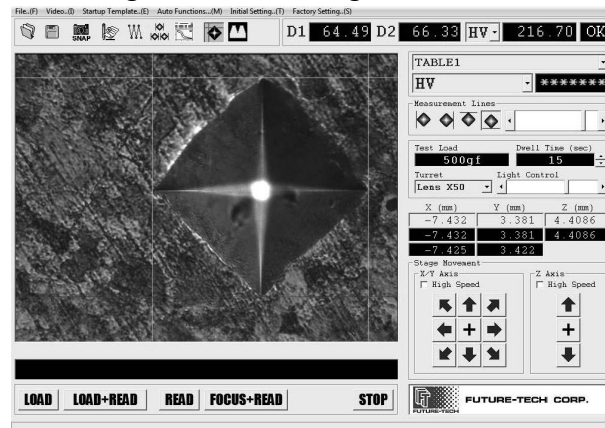 File..(F) Video..(I) Startup Template..(E) Auto Functions...(M) Initial Setting..(T) Factory Setting..(S)
SNAP D1 64.49 D2 66.33 HV 216.70 OK
TABLE1
HV *******
Measurement Lines
Test Load Dwell Time (sec)
500gf 15
Turret Light Control
Lens X50
X (mm) Y (mm) Z (mm)
-7.432 3.381 4.4086
-7.432 3.381 4.4086
-7.425 3.422
Stage Movement
X/Y Axis Z Axis
High Speed High Speed
LOAD LOAD+READ READ FOCUS+READ STOP
FUTURE-TECH FUTURE-TECH CORP.